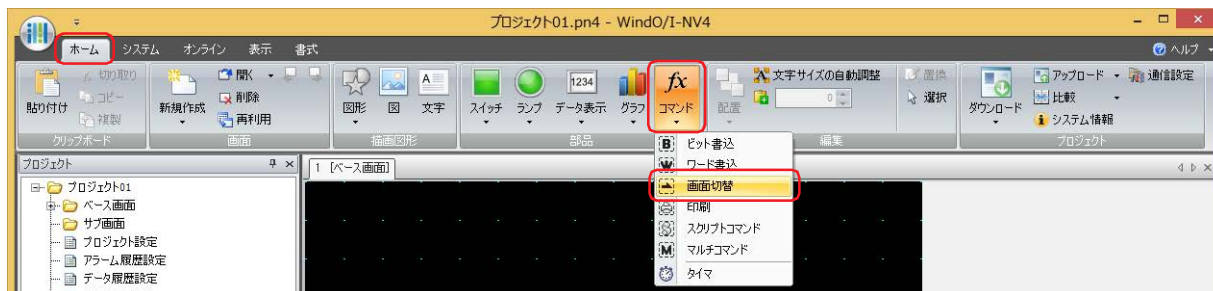 プロジェクト01.pn4 - WindO/I-NV4
ホーム システム オンライン 表示 書式 ヘルプ
貼り付け 切り取り コピー 複製 クリップボード
新規作成 開く 削除 再利用 画面
図形 図 文字 描画図形
スイッチ ランプ 1234 データ表示 グラフ fx コマンド 部品
配置 文字サイズの自動調整 0 置換 選択 編集
ダウンロード アップロード 比較 システム情報 通信設定 プロジェクト
プロジェクト
1 [ベース画面]
プロジェクト01
ベース画面
サブ画面
プロジェクト設定
アラーム履歴設定
データ履歴設定
B ビット書込
W ワード書込
画面切替
印刷
S スクリプトコマンド
M マルチコマンド
タイマ